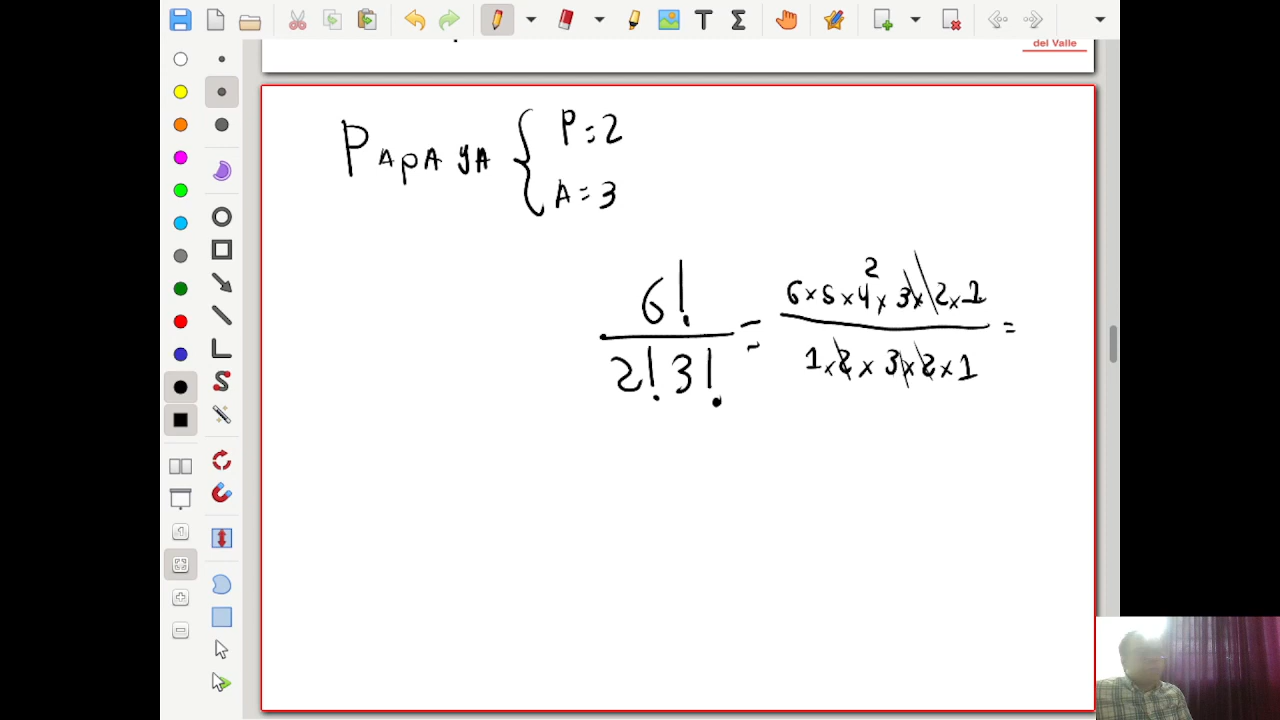 del Valle
PApAyA { P=2
A=3
6! / 2! 3! = 6×5×4×3×2×1 / 1×2×3×2×1 =
2